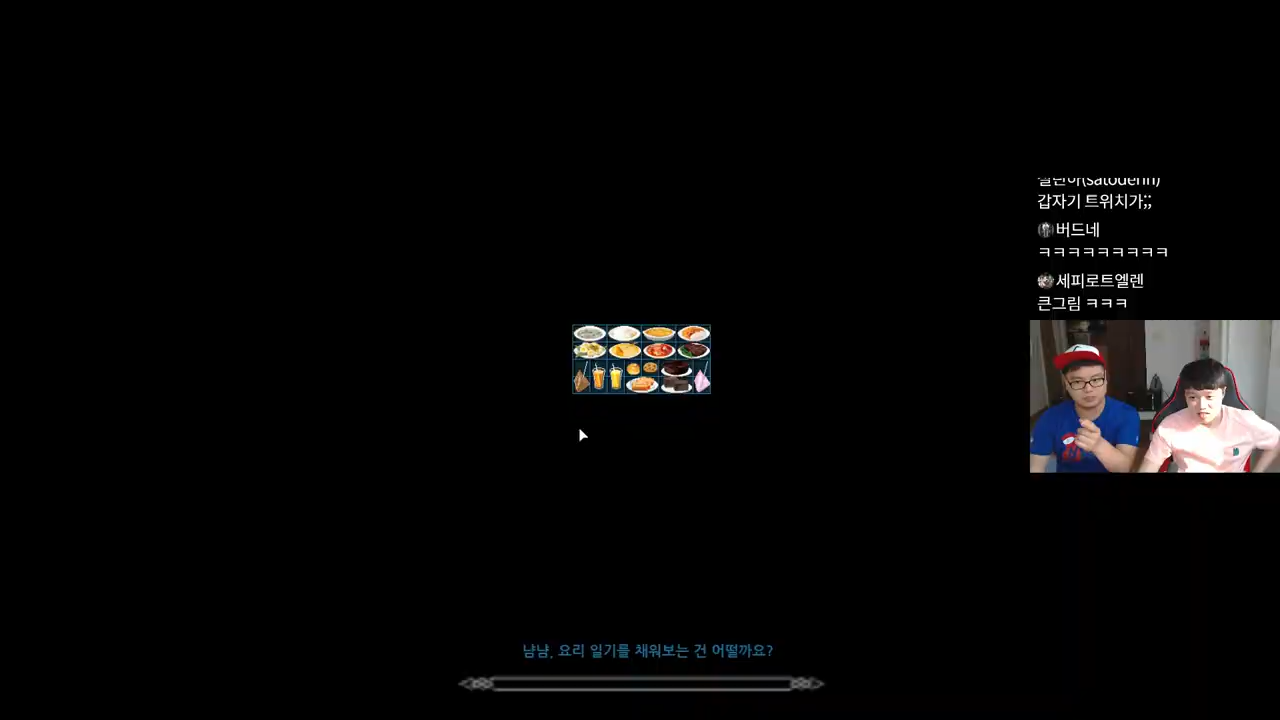 갑자기 트위치가;;
버드네
ㅋㅋㅋㅋㅋㅋㅋㅋㅋ
세피로트엘렌
큰그림 ㅋㅋㅋ
냠냠, 요리 일기를 채워보는 건 어떨까요?